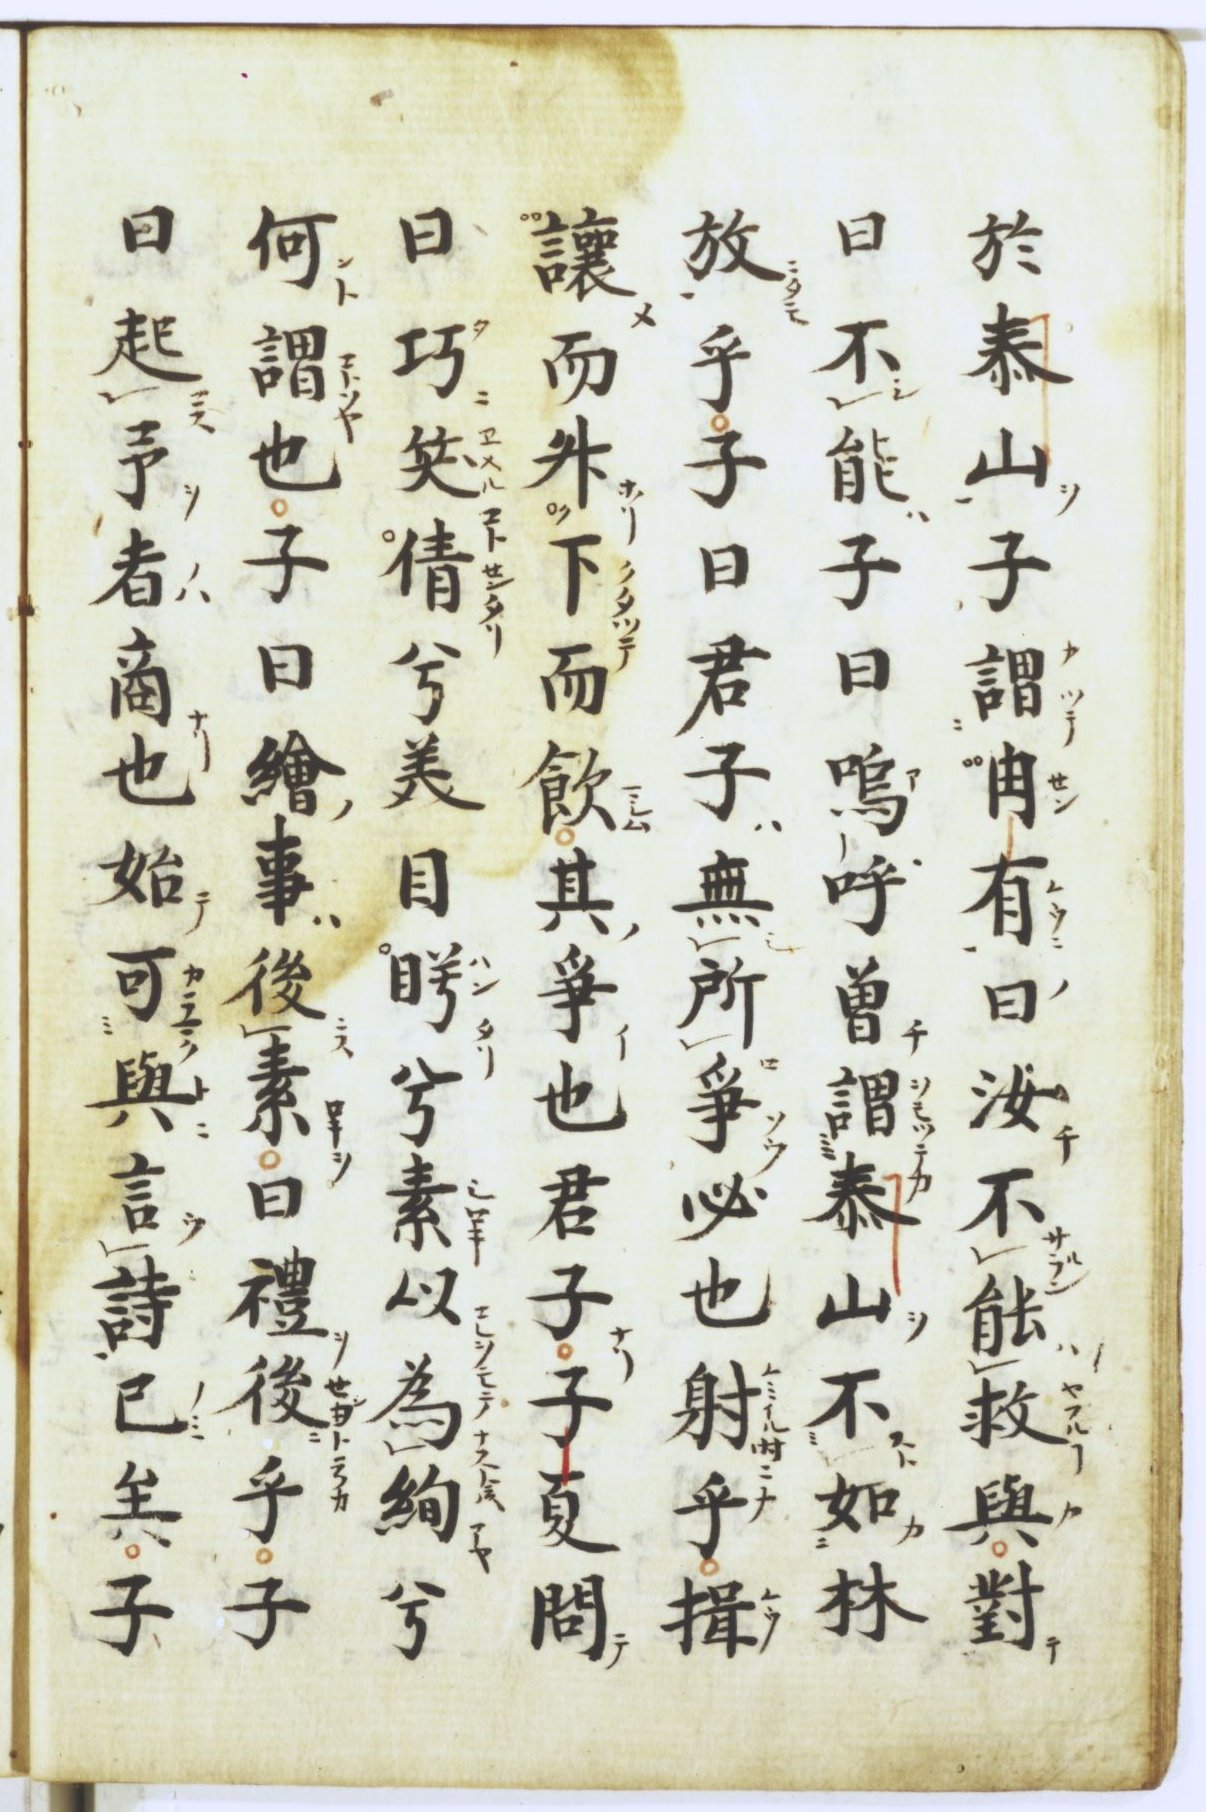 於泰山子謂冉有曰汝不能救與對
曰不能子曰嗚呼曽謂泰山不如林
放乎子曰君子無所爭必也射乎揖
讓而升下而飲其爭也君子子夏問
曰巧笑倩兮美目盻兮素以為絢兮
何謂也子曰繪事後素曰禮後乎子
曰起予者商也始可與言詩已矣子